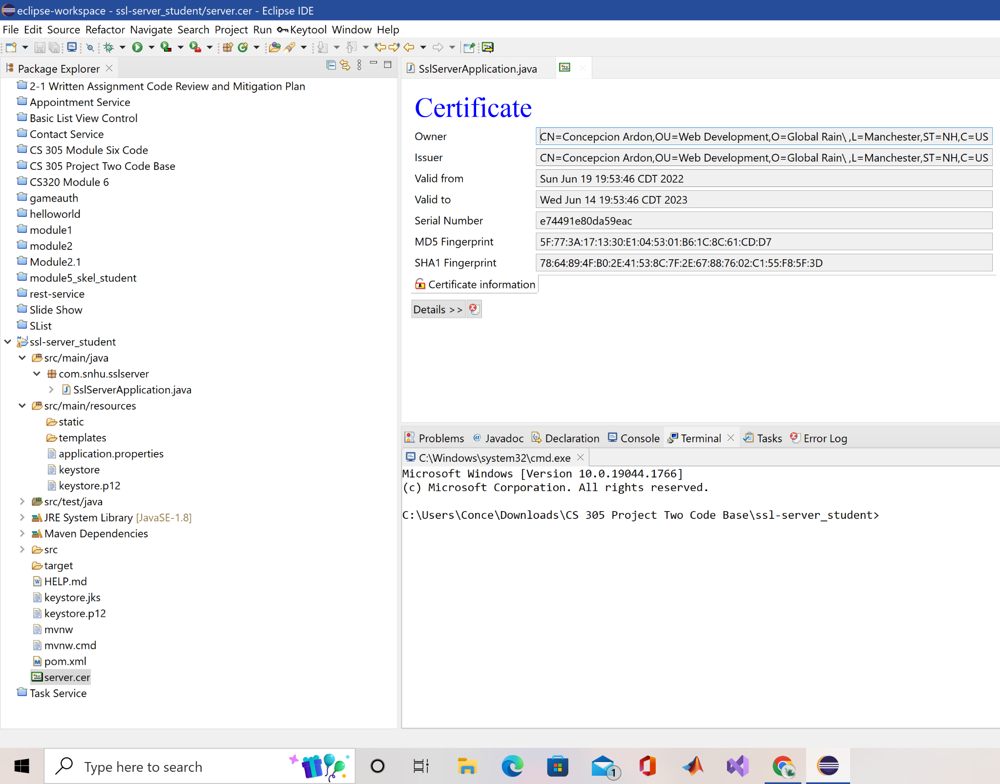 eclipse-workspace - ssl-server_student/server.cer - Eclipse IDE
File Edit Source Refactor Navigate Search Project Run Keytool Window Help
Package Explorer
2-1 Written Assignment Code Review and Mitigation Plan
Appointment Service
Basic List View Control
Contact Service
CS 305 Module Six Code
CS 305 Project Two Code Base
CS320 Module 6
gameauth
helloworld
module1
module2
Module2.1
module5_skel_student
rest-service
Slide Show
SList
ssl-server_student
src/main/java
com.snhu.sslserver
SslServerApplication.java
src/main/resources
static
templates
application.properties
keystore
keystore.p12
src/test/java
JRE System Library [JavaSE-1.8]
Maven Dependencies
src
target
HELP.md
keystore.jks
keystore.p12
mvnw
mvnw.cmd
pom.xml
server.cer
Task Service
SslServerApplication.java
Certificate
Owner CN=Concepcion Ardon,OU=Web Development,O=Global Rain\ ,L=Manchester,ST=NH,C=US
Issuer CN=Concepcion Ardon,OU=Web Development,O=Global Rain\ ,L=Manchester,ST=NH,C=US
Valid from Sun Jun 19 19:53:46 CDT 2022
Valid to Wed Jun 14 19:53:46 CDT 2023
Serial Number e74491e80da59eac
MD5 Fingerprint 5F:77:3A:17:13:30:E1:04:53:01:B6:1C:8C:61:CD:D7
SHA1 Fingerprint 78:64:89:4F:B0:2E:41:53:8C:7F:2E:67:88:76:02:C1:55:F8:5F:3D
Certificate information
Details >>
Problems @ Javadoc Declaration Console Terminal Tasks Error Log
C:\Windows\system32\cmd.exe
Microsoft Windows [Version 10.0.19044.1766]
(c) Microsoft Corporation. All rights reserved.
C:\Users\Conce\Downloads\CS 305 Project Two Code Base\ssl-server_student>
Type here to search
1